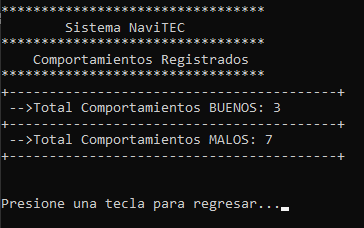 *********************************
Sistema NaviTEC
*********************************
Comportamientos Registrados
*********************************
+-----------------------------------------+
-->Total Comportamientos BUENOS: 3
+-----------------------------------------+
-->Total Comportamientos MALOS: 7
+-----------------------------------------+
Presione una tecla para regresar..._